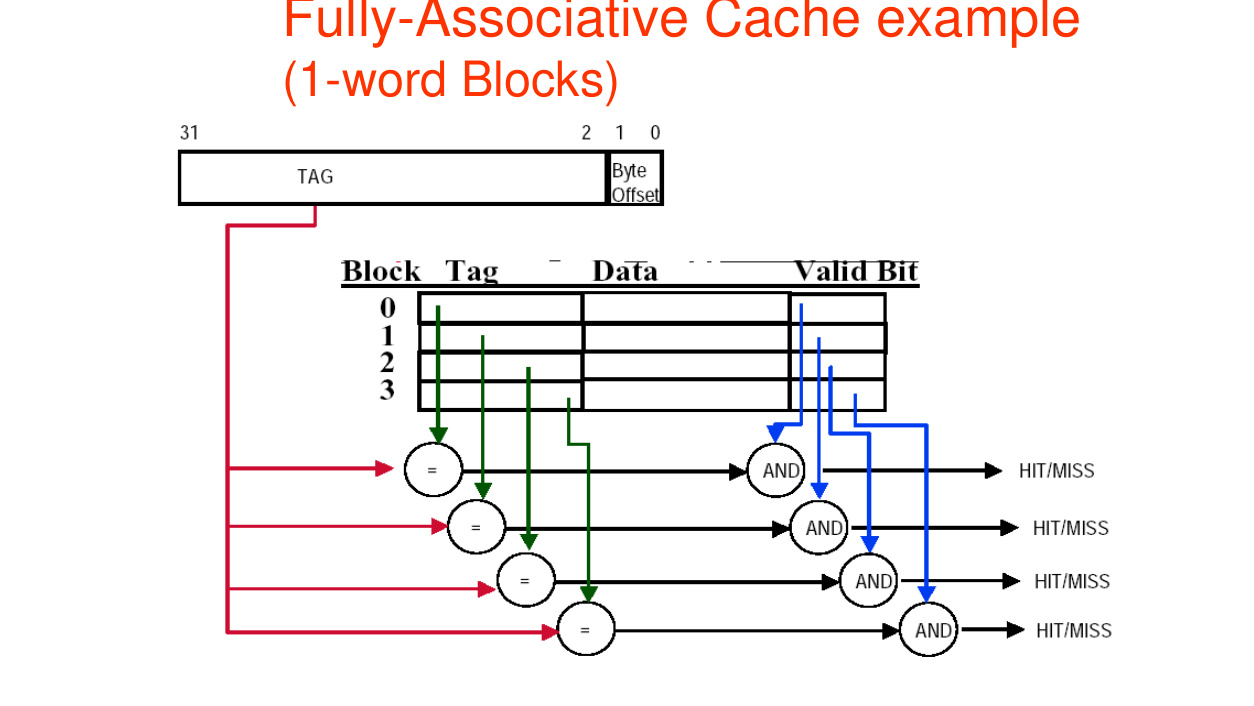 Fully-Associative Cache example
(1-word Blocks)
31 2 1 0
TAG
Byte
Offset
Block Tag Data Valid Bit
0
1
2
3
= AND HIT/MISS
= AND HIT/MISS
= AND HIT/MISS
= AND HIT/MISS